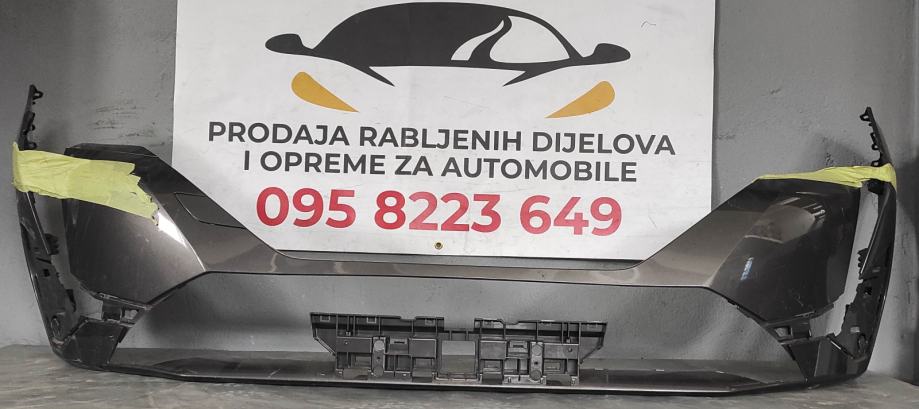 PRODAJA RABLJENIH DIJELOVA
I OPREME ZA AUTOMOBILE
095 8223 649